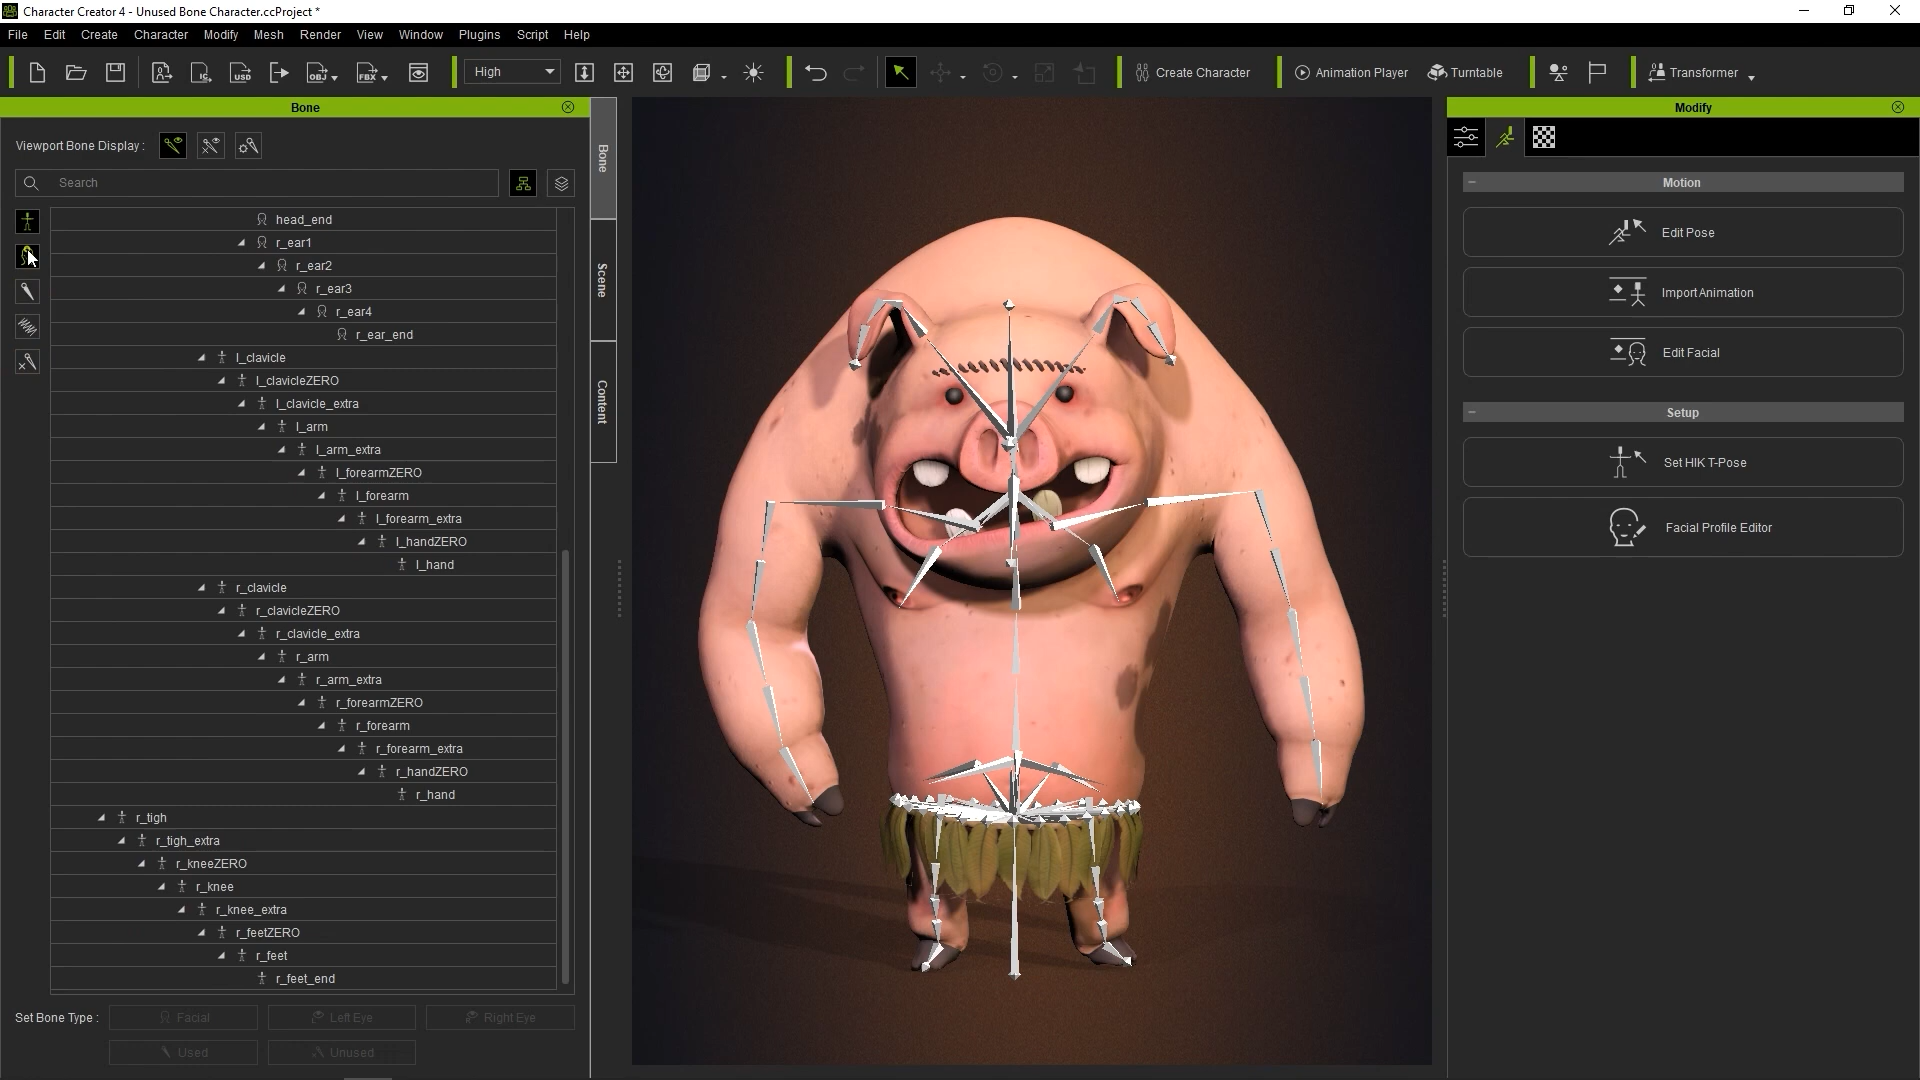 Character Creator 4 - Unused Bone Character.ccProject *
File Edit Create Character Modify Mesh Render View Window Plugins Script Help
IC USD OBJ FBX High Create Character Animation Player Turntable Transformer
Bone
Viewport Bone Display :
Search
head_end
r_ear1
r_ear2
r_ear3
r_ear4
r_ear_end
l_clavicle
l_clavicleZERO
l_clavicle_extra
l_arm
l_arm_extra
l_forearmZERO
l_forearm
l_forearm_extra
l_handZERO
l_hand
r_clavicle
r_clavicleZERO
r_clavicle_extra
r_arm
r_arm_extra
r_forearmZERO
r_forearm
r_forearm_extra
r_handZERO
r_hand
r_tigh
r_tigh_extra
r_kneeZERO
r_knee
r_knee_extra
r_feetZERO
r_feet
r_feet_end
Set Bone Type : Facial Left Eye Right Eye
Used Unused
Bone
Scene
Content
Modify
Motion
Edit Pose
Import Animation
Edit Facial
Setup
Set HIK T-Pose
Facial Profile Editor